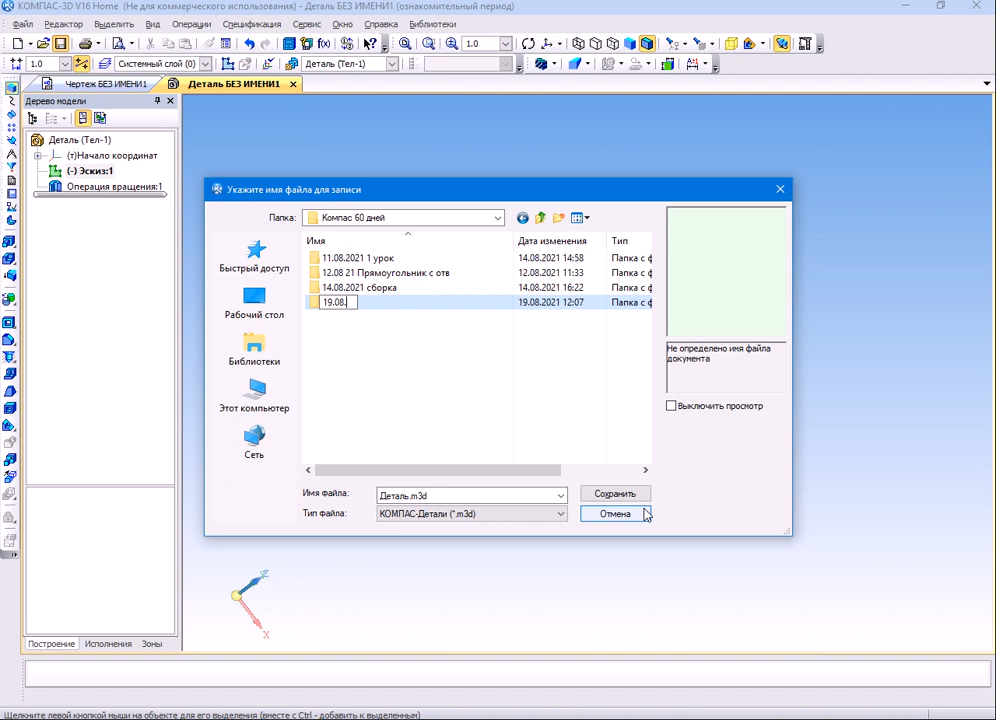 КОМПАС-3D V16 Home (Не для коммерческого использования) - Деталь БЕЗ ИМЕНИ1 (ознакомительный период)
Файл Редактор Выделить Вид Операции Спецификация Сервис Окно Справка Библиотеки
f(x) 1.0
1.0 Системный слой (0) Деталь (Тел-1)
Чертеж БЕЗ ИМЕНИ1 Деталь БЕЗ ИМЕНИ1
Дерево модели
Деталь (Тел-1)
(т)Начало координат
(-) Эскиз:1
Операция вращения:1
Укажите имя файла для записи
Папка: Компас 60 дней
Имя Дата изменения Тип
11.08.2021 1 урок 14.08.2021 14:58 Папка с ф
12.08 21 Прямоугольник с отв 12.08.2021 11:33 Папка с ф
14.08.2021 сборка 14.08.2021 16:22 Папка с ф
19.08. 19.08.2021 12:07 Папка с ф
Быстрый доступ
Рабочий стол
Библиотеки
Этот компьютер
Сеть
Не определено имя файла
документа
Выключить просмотр
Имя файла: Деталь.m3d Сохранить
Тип файла: КОМПАС-Детали (*.m3d) Отмена
Z
X
Построение Исполнения Зоны
Щелкните левой кнопкой мыши на объекте для его выделения (вместе с Ctrl - добавить к выделенным)